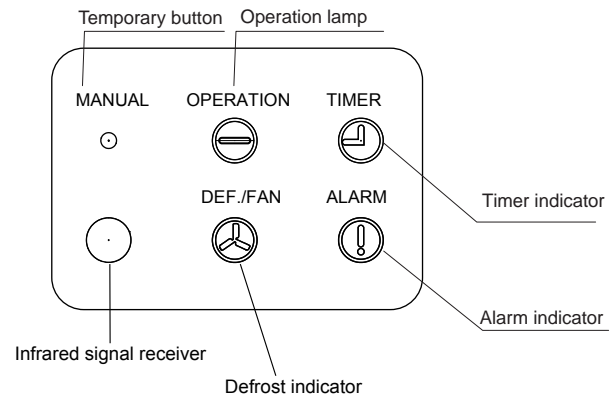 Temporary button Operation lamp
MANUAL OPERATION TIMER
DEF./FAN ALARM
Timer indicator
Alarm indicator
Infrared signal receiver
Defrost indicator